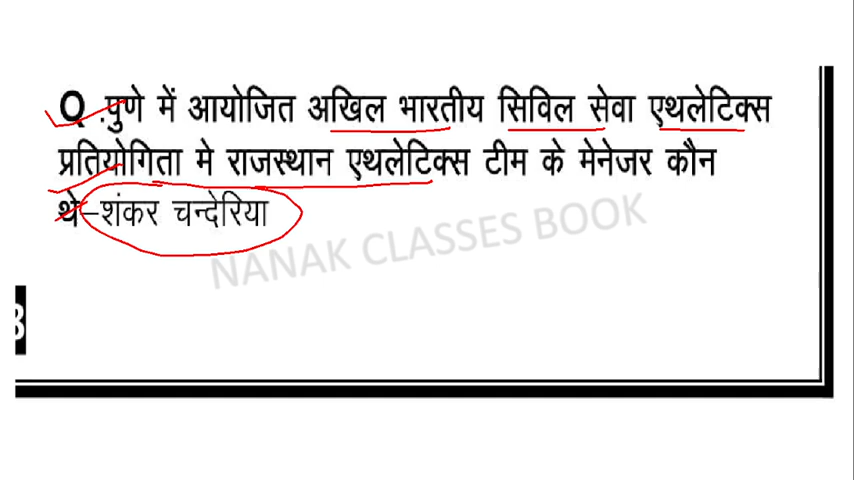 Q .पुणे में आयोजित अखिल भारतीय सिविल सेवा एथलेटिक्स
प्रतियोगिता मे राजस्थान एथलेटिक्स टीम के मेनेजर कौन
थे–शंकर चन्देरिया
NANAK CLASSES BOOK